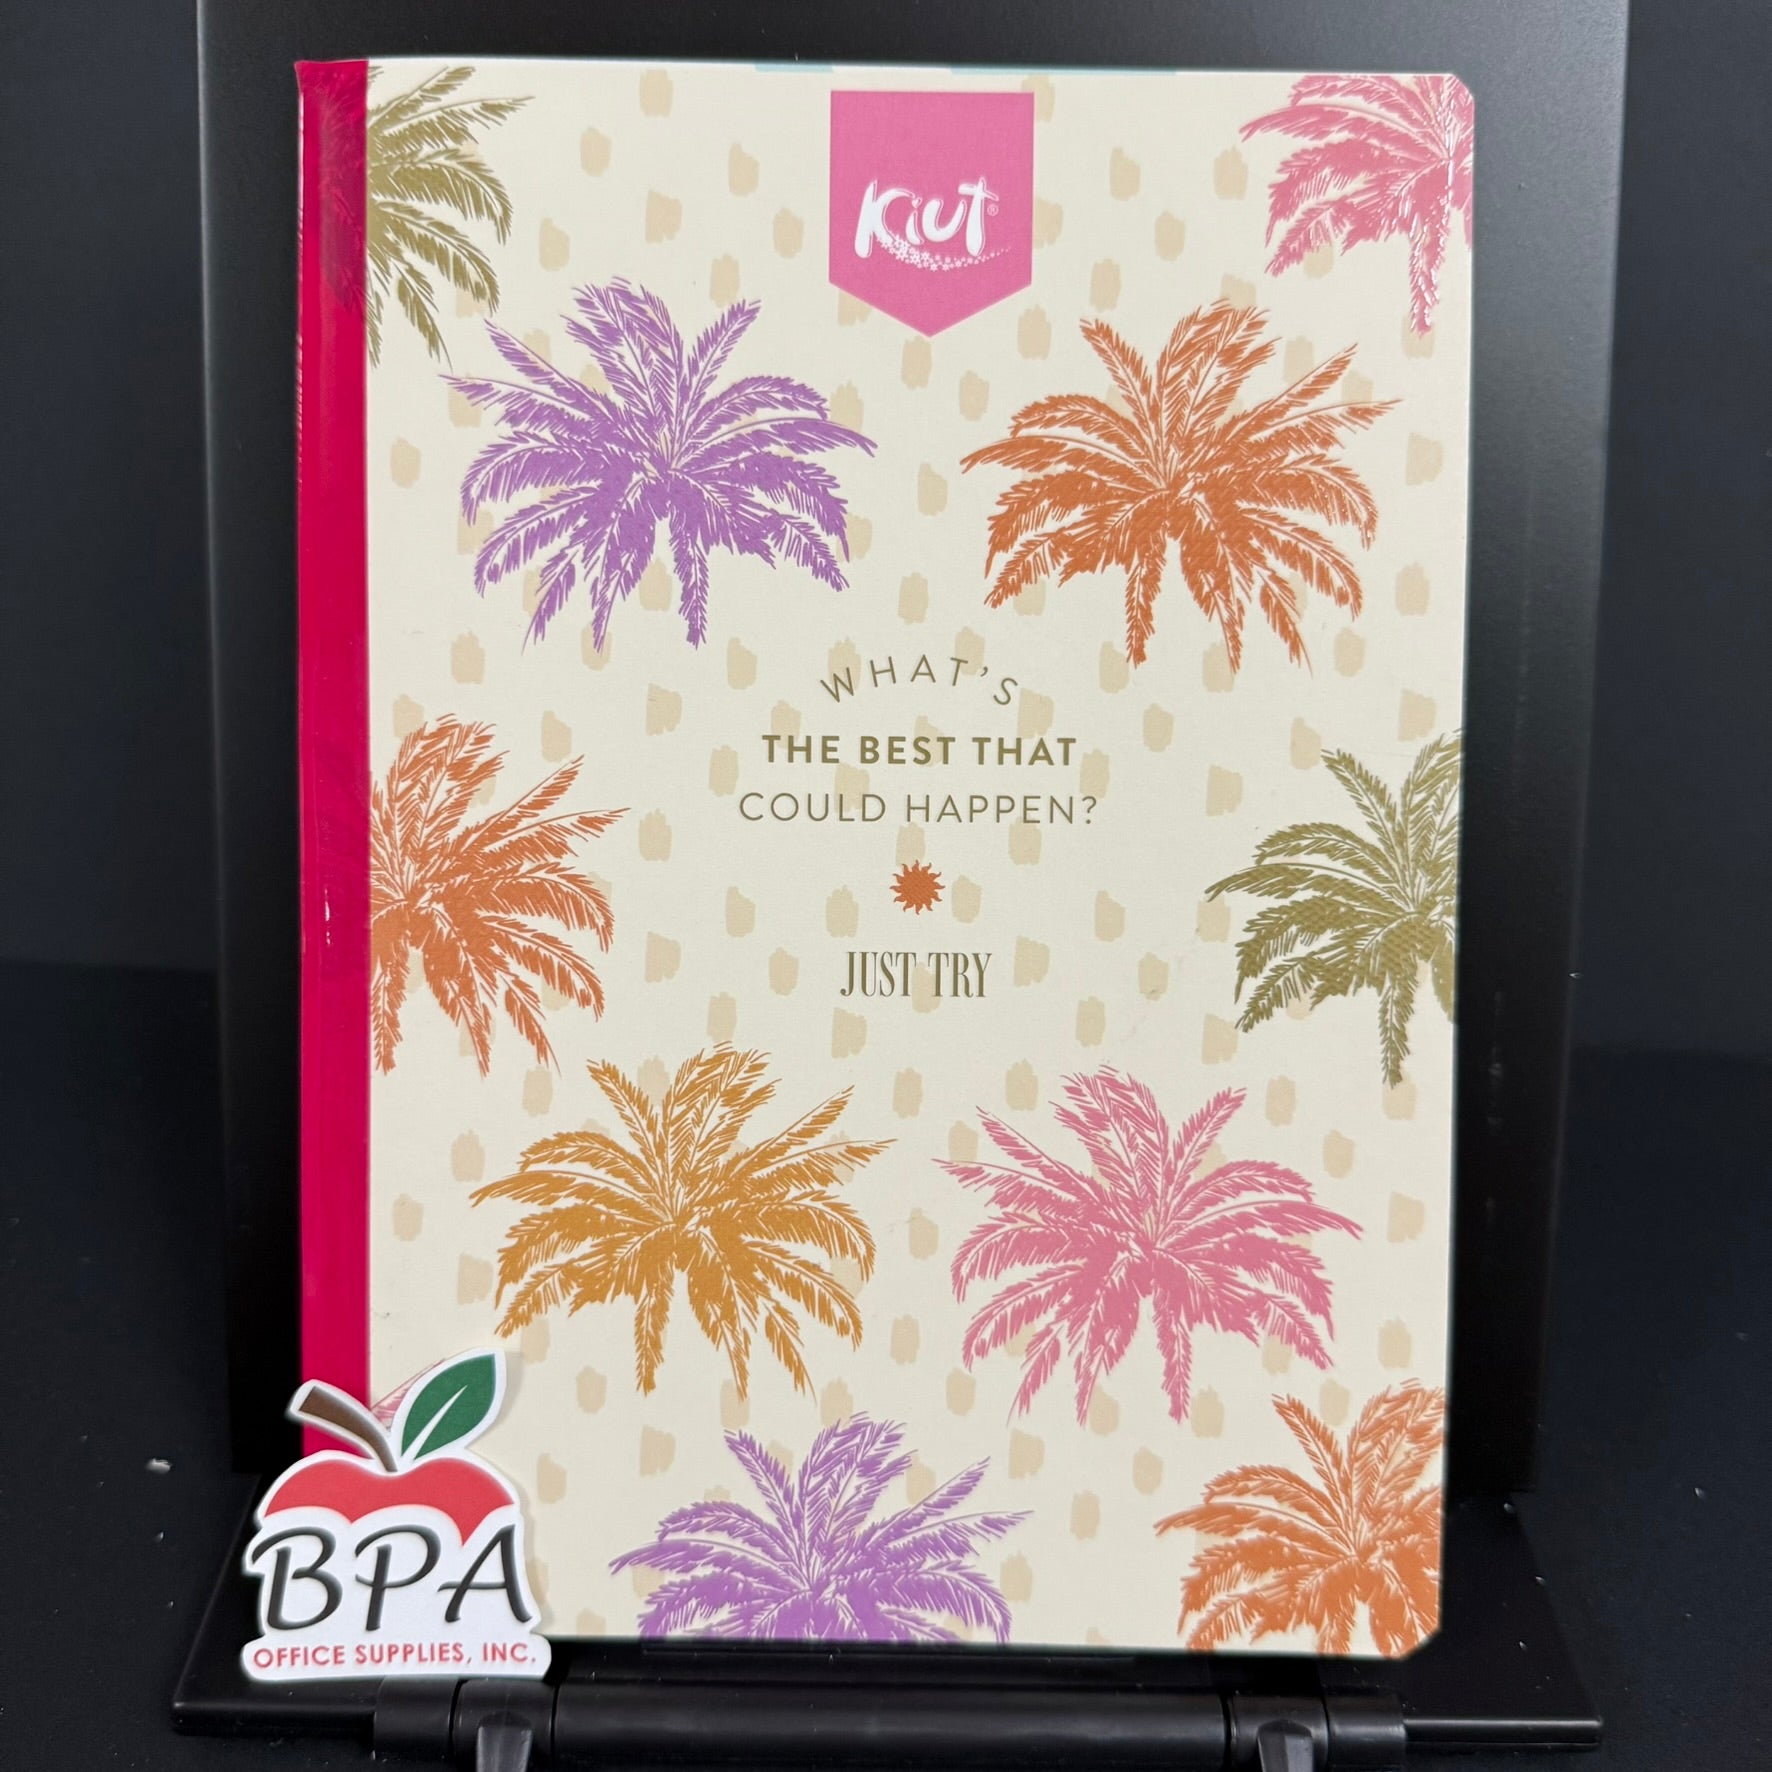 Kiut®
WHAT'S
THE BEST THAT
COULD HAPPEN?
JUST TRY
BPA
OFFICE SUPPLIES, INC.